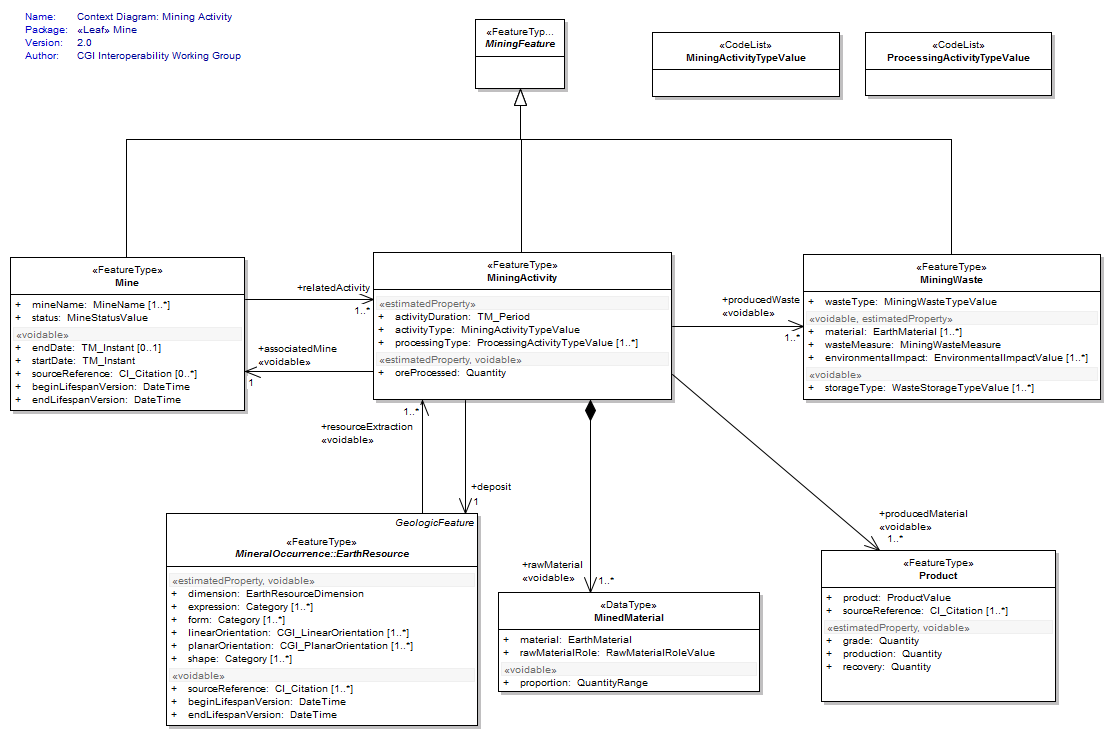 Name: Context Diagram: Mining Activity
Package: «Leaf» Mine
Version: 2.0
Author: CGI Interoperability Working Group
«FeatureTyp...
MiningFeature
«CodeList»
MiningActivityTypeValue
«CodeList»
ProcessingActivityTypeValue
«FeatureType»
Mine
+ mineName: MineName [1..*]
+ status: MineStatusValue
«voidable»
+ endDate: TM_Instant [0..1]
+ startDate: TM_Instant
+ sourceReference: CI_Citation [0..*]
+ beginLifespanVersion: DateTime
+ endLifespanVersion: DateTime
+relatedActivity
1..*
+associatedMine
«voidable»
1
«FeatureType»
MiningActivity
«estimatedProperty»
+ activityDuration: TM_Period
+ activityType: MiningActivityTypeValue
+ processingType: ProcessingActivityTypeValue [1..*]
«estimatedProperty, voidable»
+ oreProcessed: Quantity
+producedWaste
«voidable»
1..*
«FeatureType»
MiningWaste
+ wasteType: MiningWasteTypeValue
«voidable, estimatedProperty»
+ material: EarthMaterial [1..*]
+ wasteMeasure: MiningWasteMeasure
+ environmentalImpact: EnvironmentalImpactValue [1..*]
«voidable»
+ storageType: WasteStorageTypeValue [1..*]
1..*
+resourceExtraction
«voidable»
+deposit
1
GeologicFeature
«FeatureType»
MineralOccurrence::EarthResource
«estimatedProperty, voidable»
+ dimension: EarthResourceDimension
+ expression: Category [1..*]
+ form: Category [1..*]
+ linearOrientation: CGI_LinearOrientation [1..*]
+ planarOrientation: CGI_PlanarOrientation [1..*]
+ shape: Category [1..*]
«voidable»
+ sourceReference: CI_Citation [1..*]
+ beginLifespanVersion: DateTime
+ endLifespanVersion: DateTime
+rawMaterial
«voidable»
1..*
«DataType»
MinedMaterial
+ material: EarthMaterial
+ rawMaterialRole: RawMaterialRoleValue
«voidable»
+ proportion: QuantityRange
+producedMaterial
«voidable»
1..*
«FeatureType»
Product
+ product: ProductValue
+ sourceReference: CI_Citation [1..*]
«estimatedProperty, voidable»
+ grade: Quantity
+ production: Quantity
+ recovery: Quantity